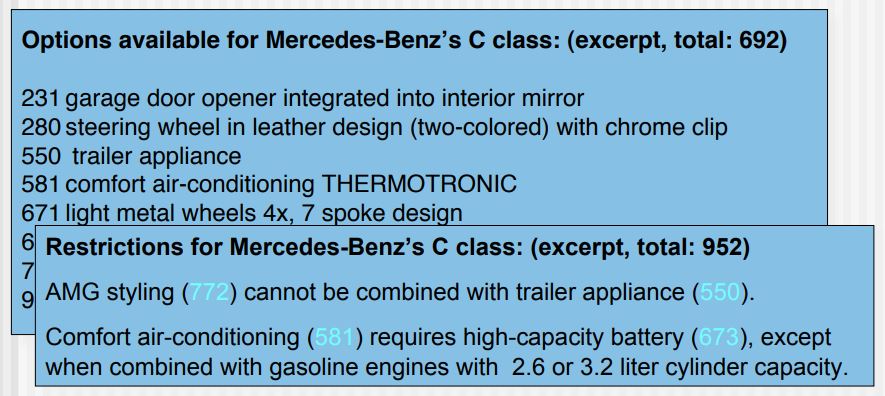 Options available for Mercedes-Benz's C class: (excerpt, total: 692)
231 garage door opener integrated into interior mirror
280 steering wheel in leather design (two-colored) with chrome clip
550 trailer appliance
581 comfort air-conditioning THERMOTRONIC
671 light metal wheels 4x, 7 spoke design
6
7
9
Restrictions for Mercedes-Benz's C class: (excerpt, total: 952)
AMG styling (772) cannot be combined with trailer appliance (550).
Comfort air-conditioning (581) requires high-capacity battery (673), except
when combined with gasoline engines with 2.6 or 3.2 liter cylinder capacity.